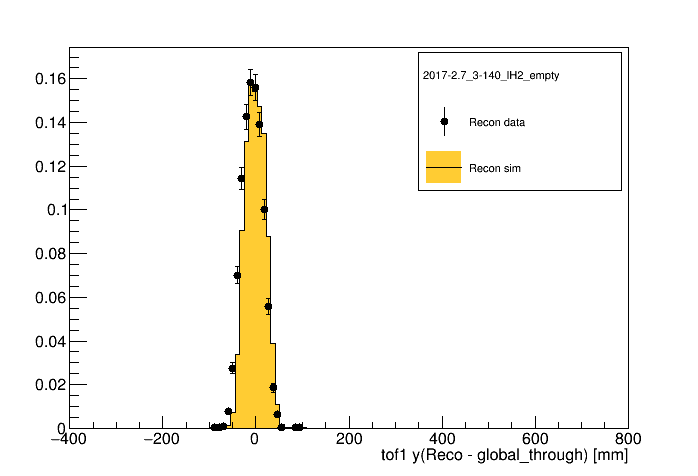 2017-2.7_3-140_lH2_empty
Recon data
Recon sim
0.16
0.14
0.12
0.1
0.08
0.06
0.04
0.02
0
−400 −200 0 200 400 600 800
tof1 y(Reco - global_through) [mm]